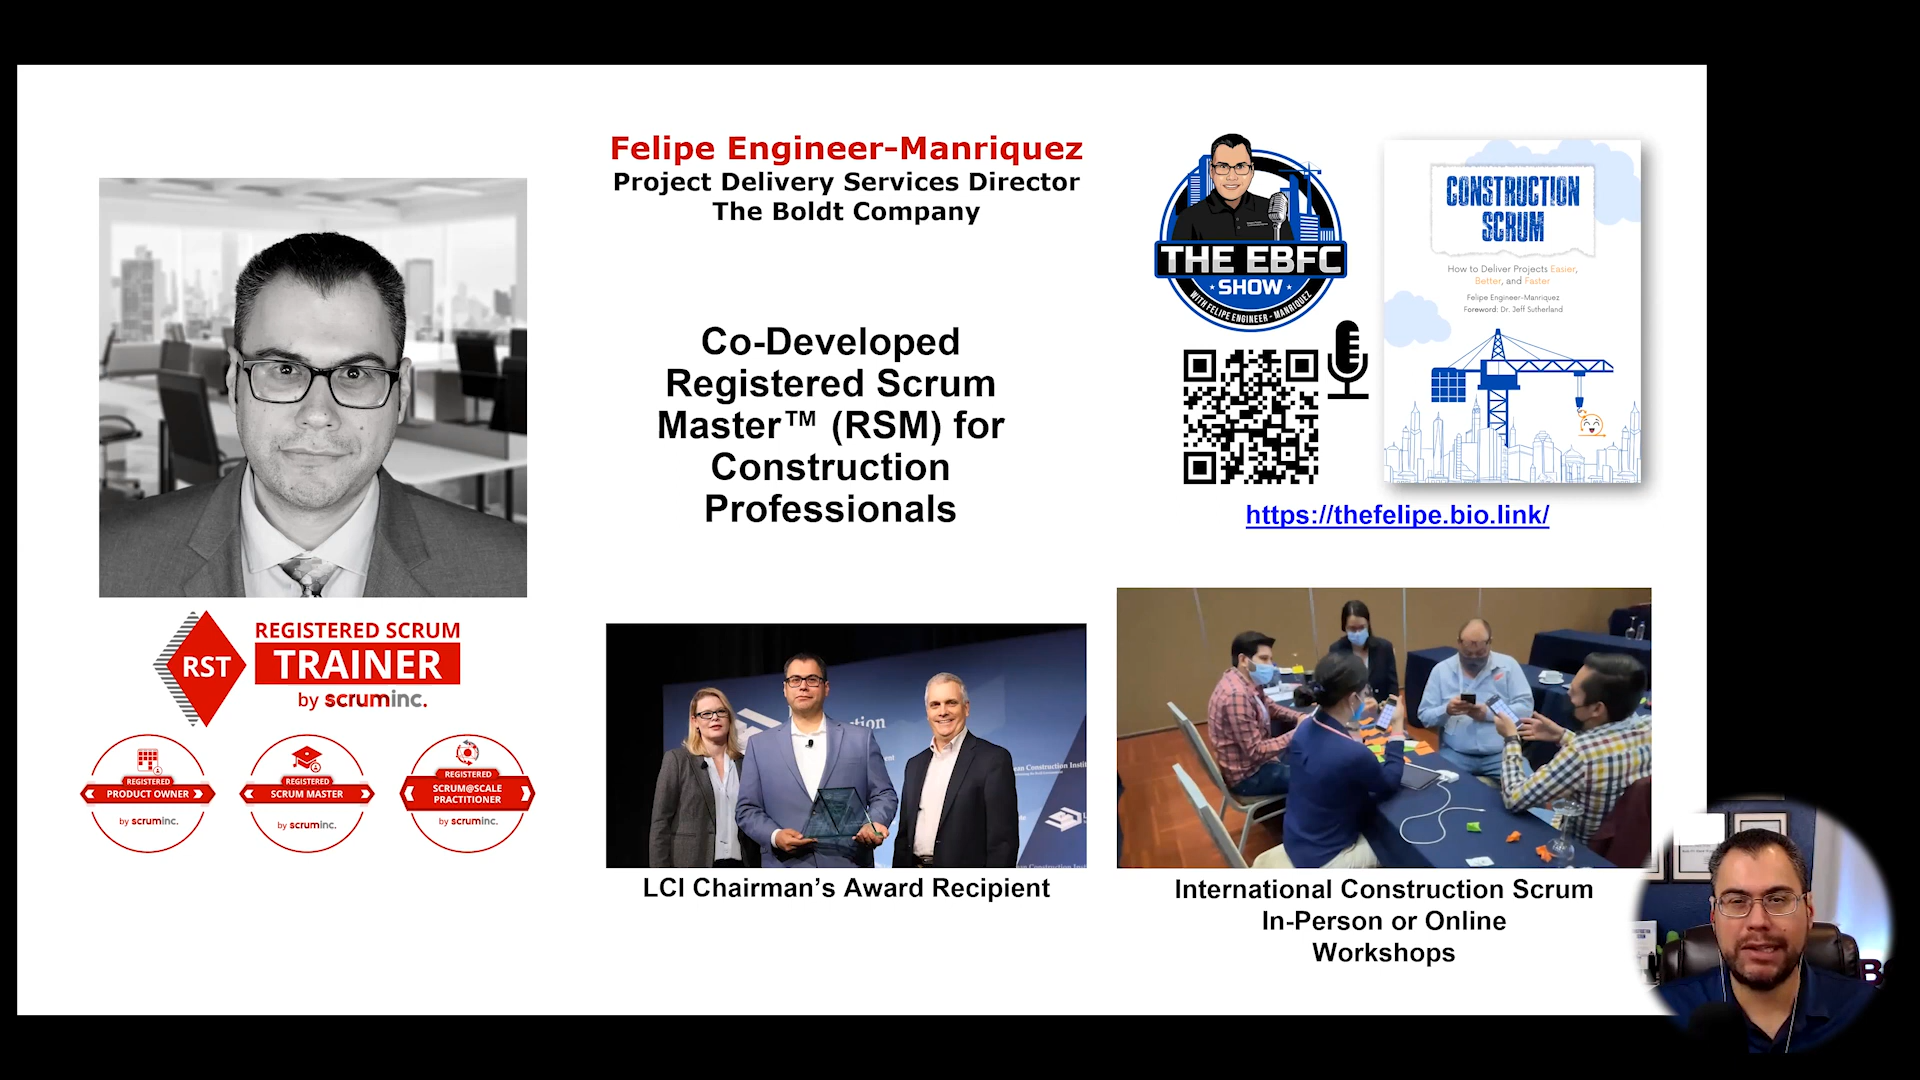 Felipe Engineer-Manriquez
Project Delivery Services Director
The Boldt Company
Co-Developed
Registered Scrum
Master™ (RSM) for
Construction
Professionals
THE EBFC
SHOW
WITH FELIPE ENGINEER - MANRIQUEZ
CONSTRUCTION
SCRUM
How to Deliver Projects Easier,
Better, and Faster
Felipe Engineer-Manriquez
Foreword: Dr. Jeff Sutherland
https://thefelipe.bio.link/
RST
REGISTERED SCRUM
TRAINER
by scruminc.
REGISTERED
PRODUCT OWNER
by scruminc.
REGISTERED
SCRUM MASTER
by scruminc.
REGISTERED
SCRUM@SCALE
PRACTITIONER
by scruminc.
LCI Chairman’s Award Recipient
International Construction Scrum
In-Person or Online
Workshops